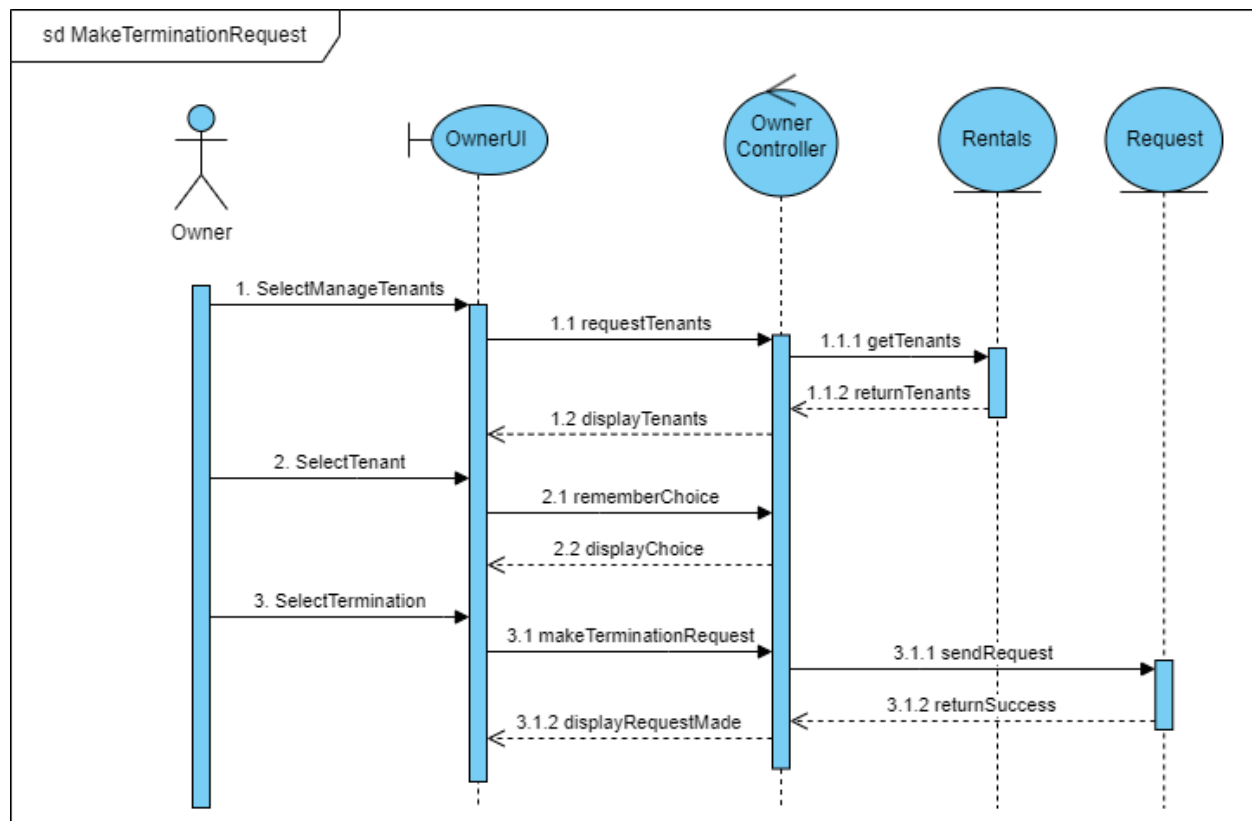 sd MakeTerminationRequest
Owner
OwnerUI
Owner
Controller
Rentals
Request
1. SelectManageTenants
1.1 requestTenants
1.1.1 getTenants
1.1.2 returnTenants
1.2 displayTenants
2. SelectTenant
2.1 rememberChoice
2.2 displayChoice
3. SelectTermination
3.1 makeTerminationRequest
3.1.1 sendRequest
3.1.2 returnSuccess
3.1.2 displayRequestMade